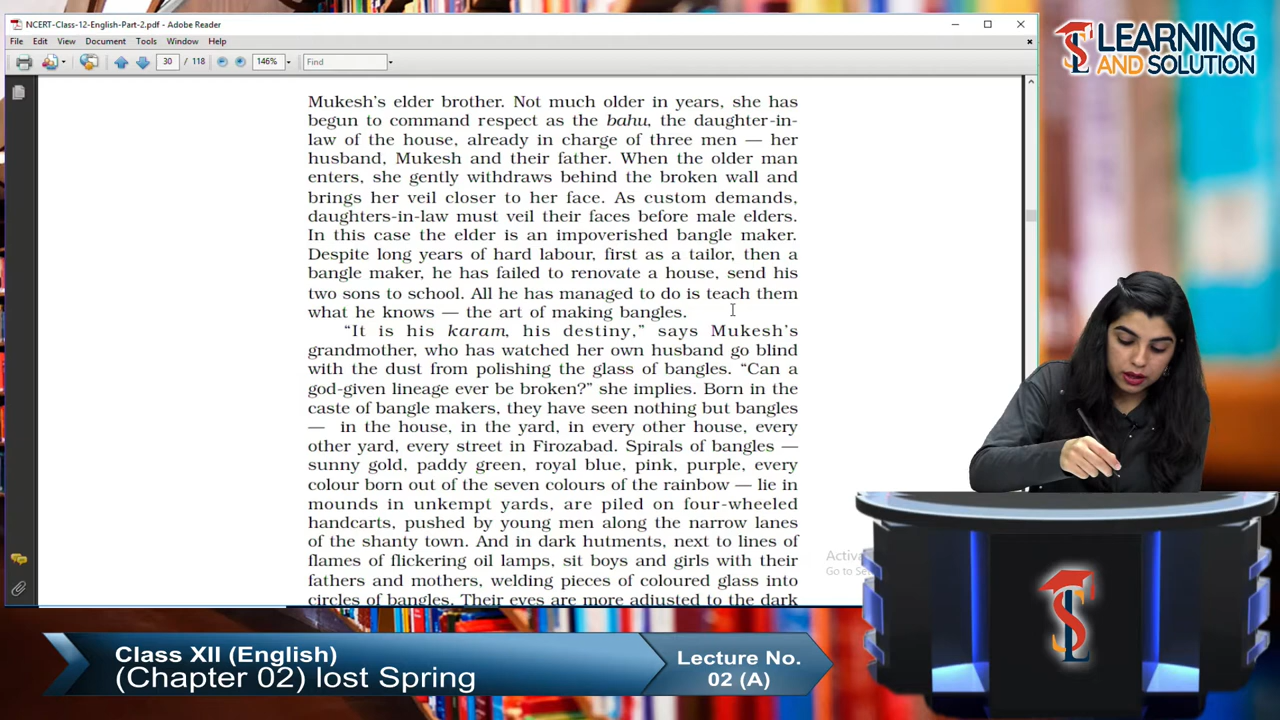 NCERT-Class-12-English-Part-2.pdf - Adobe Reader
File Edit View Document Tools Window Help
30 / 118 146% Find
LEARNING
AND SOLUTION
Mukesh's elder brother. Not much older in years, she has
begun to command respect as the bahu, the daughter-in-
law of the house, already in charge of three men — her
husband, Mukesh and their father. When the older man
enters, she gently withdraws behind the broken wall and
brings her veil closer to her face. As custom demands,
daughters-in-law must veil their faces before male elders.
In this case the elder is an impoverished bangle maker.
Despite long years of hard labour, first as a tailor, then a
bangle maker, he has failed to renovate a house, send his
two sons to school. All he has managed to do is teach them
what he knows — the art of making bangles.
"It is his karam, his destiny," says Mukesh's
grandmother, who has watched her own husband go blind
with the dust from polishing the glass of bangles. "Can a
god-given lineage ever be broken?" she implies. Born in the
caste of bangle makers, they have seen nothing but bangles
— in the house, in the yard, in every other house, every
other yard, every street in Firozabad. Spirals of bangles —
sunny gold, paddy green, royal blue, pink, purple, every
colour born out of the seven colours of the rainbow — lie in
mounds in unkempt yards, are piled on four-wheeled
handcarts, pushed by young men along the narrow lanes
of the shanty town. And in dark hutments, next to lines of
flames of flickering oil lamps, sit boys and girls with their
fathers and mothers, welding pieces of coloured glass into
circles of bangles. Their eyes are more adjusted to the dark
Activa
Go to Se
Class XII (English)
(Chapter 02) lost Spring
Lecture No.
02 (A)